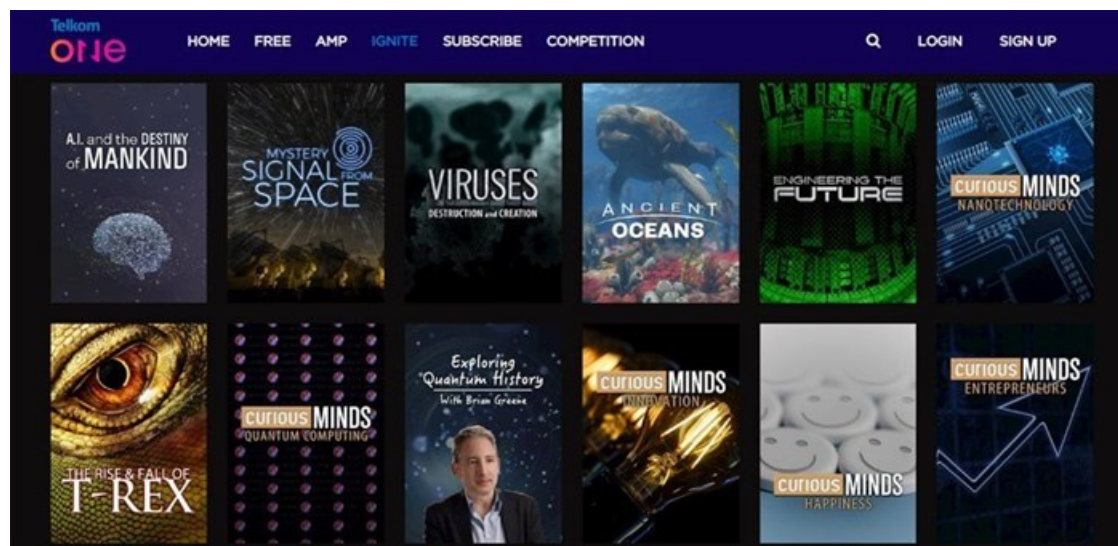 Telkom
one
HOME FREE AMP IGNITE SUBSCRIBE COMPETITION LOGIN SIGN UP
A.I. and the DESTINY
of MANKIND
MYSTERY
SIGNAL FROM
SPACE
VIRUSES
DESTRUCTION and CREATION
ANCIENT
OCEANS
ENGINEERING THE
FUTURE
curious MINDS
NANOTECHNOLOGY
THE RISE & FALL OF
T-REX
curious MINDS
QUANTUM COMPUTING
Exploring
Quantum History
With Brian Greene
curious MINDS
INNOVATION
curious MINDS
HAPPINESS
curious MINDS
ENTREPRENEURS